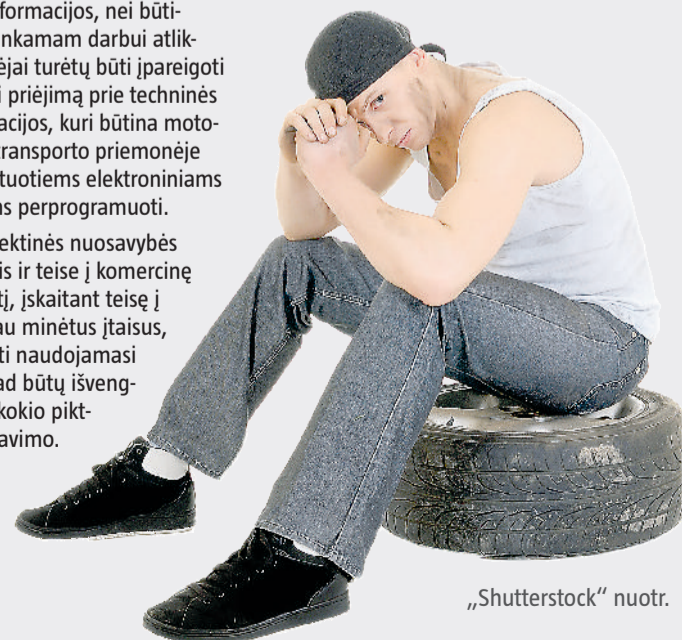 formacijos, nei būti-
nkamam darbui atlik-
ėjai turėtų būti įpareigoti
i priėjimą prie techninės
acijos, kuri būtina moto-
transporto priemonėje
tuotiems elektroniniams
ns perprogramuoti.
ektinės nuosavybės
is ir teise į komercinę
tį, įskaitant teisę į
au minėtus įtaisus,
ti naudojamasi
ad būtų išveng-
kokio pikt-
avimo.
„Shutterstock“ nuotr.